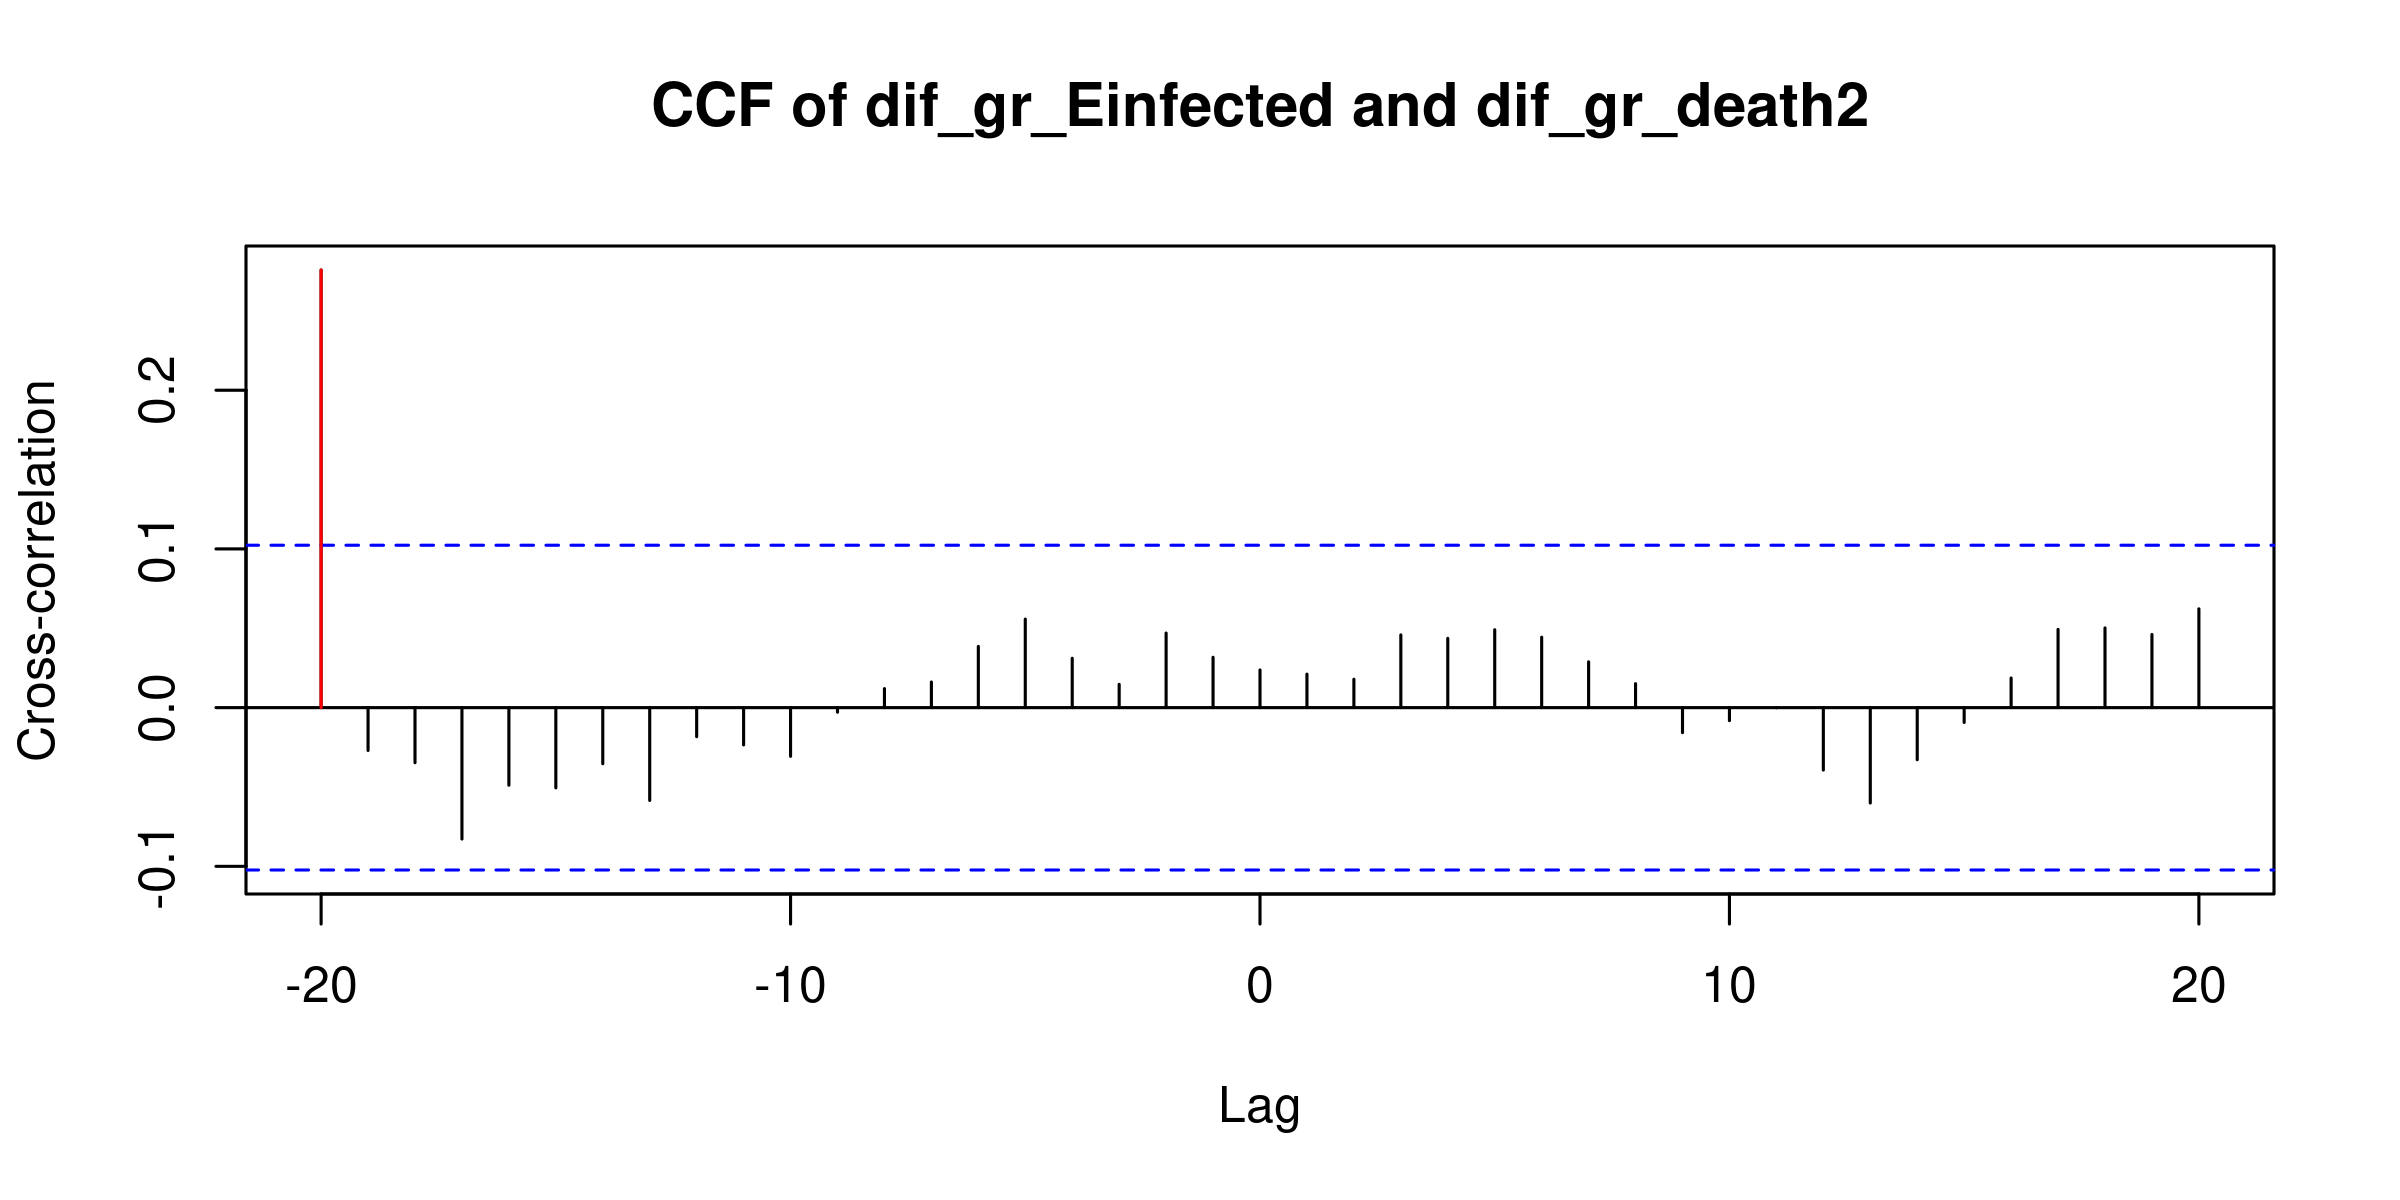 CCF of dif_gr_Einfected and dif_gr_death2
Cross-correlation
0.2
0.1
0.0
-0.1
-20 -10 0 10 20
Lag